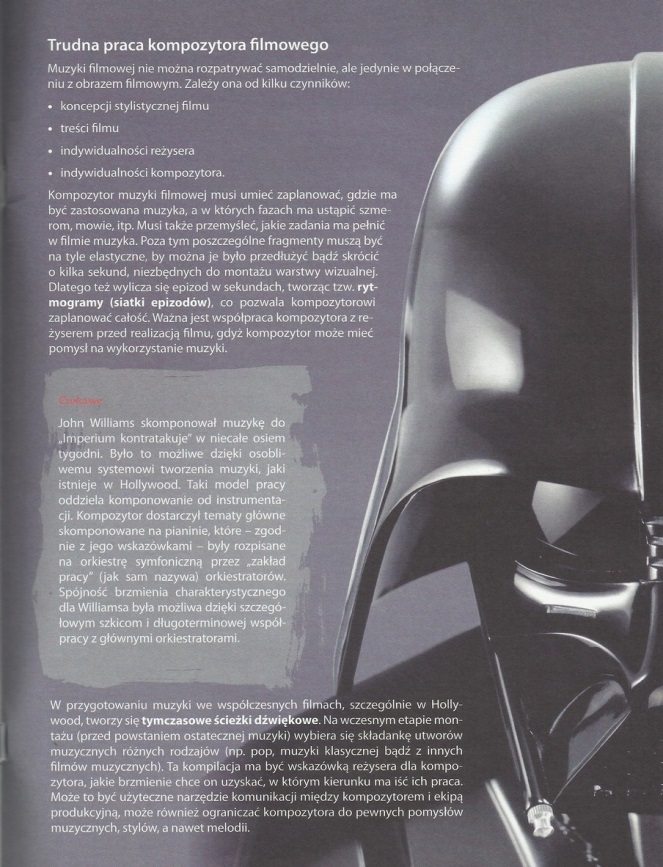 Trudna praca kompozytora filmowego
Muzyki filmowej nie można rozpatrywać samodzielnie, ale jedynie w połącze-
niu z obrazem filmowym. Zależy ona od kilku czynników:
• koncepcji stylistycznej filmu
• treści filmu
• indywidualności reżysera
• indywidualności kompozytora.
Kompozytor muzyki filmowej musi umieć zaplanować, gdzie ma
być zastosowana muzyka, a w których fazach ma ustąpić szme-
rom, mowie, itp. Musi także przemyśleć, jakie zadania ma pełnić
w filmie muzyka. Poza tym poszczególne fragmenty muszą być
na tyle elastyczne, by można je było przedłużyć bądź skrócić
o kilka sekund, niezbędnych do montażu warstwy wizualnej.
Dlatego też wylicza się epizod w sekundach, tworząc tzw. ryt-
mogramy (siatki epizodów), co pozwala kompozytorowi
zaplanować całość. Ważna jest współpraca kompozytora z re-
żyserem przed realizacją filmu, gdyż kompozytor może mieć
pomysł na wykorzystanie muzyki.
John Williams skomponował muzykę do
„Imperium kontratakuje” w niecałe osiem
tygodni. Było to możliwe dzięki osobli-
wemu systemowi tworzenia muzyki, jaki
istnieje w Hollywood. Taki model pracy
oddziela komponowanie od instrumenta-
cji. Kompozytor dostarczył tematy główne
skomponowane na pianinie, które – zgod-
nie z jego wskazówkami – były rozpisane
na orkiestrę symfoniczną przez „zakład
pracy” (jak sam nazywa) orkiestratorów.
Spójność brzmienia charakterystycznego
dla Williamsa była możliwa dzięki szczegó-
łowym szkicom i długoterminowej współ-
pracy z głównymi orkiestratorami.
W przygotowaniu muzyki we współczesnych filmach, szczególnie w Holly-
wood, tworzy się tymczasowe ścieżki dźwiękowe. Na wczesnym etapie mon-
tażu (przed powstaniem ostatecznej muzyki) wybiera się składankę utworów
muzycznych różnych rodzajów (np. pop, muzyki klasycznej bądź z innych
filmów muzycznych). Ta kompilacja ma być wskazówką reżysera dla kompo-
zytora, jakie brzmienie chce on uzyskać, w którym kierunku ma iść ich praca.
Może to być użyteczne narzędzie komunikacji między kompozytorem i ekipą
produkcyjną, może również ograniczać kompozytora do pewnych pomysłów
muzycznych, stylów, a nawet melodii.